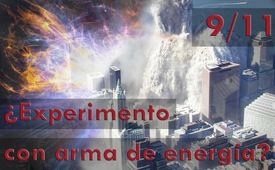 9/11
¿Experimento
con arma de energía?